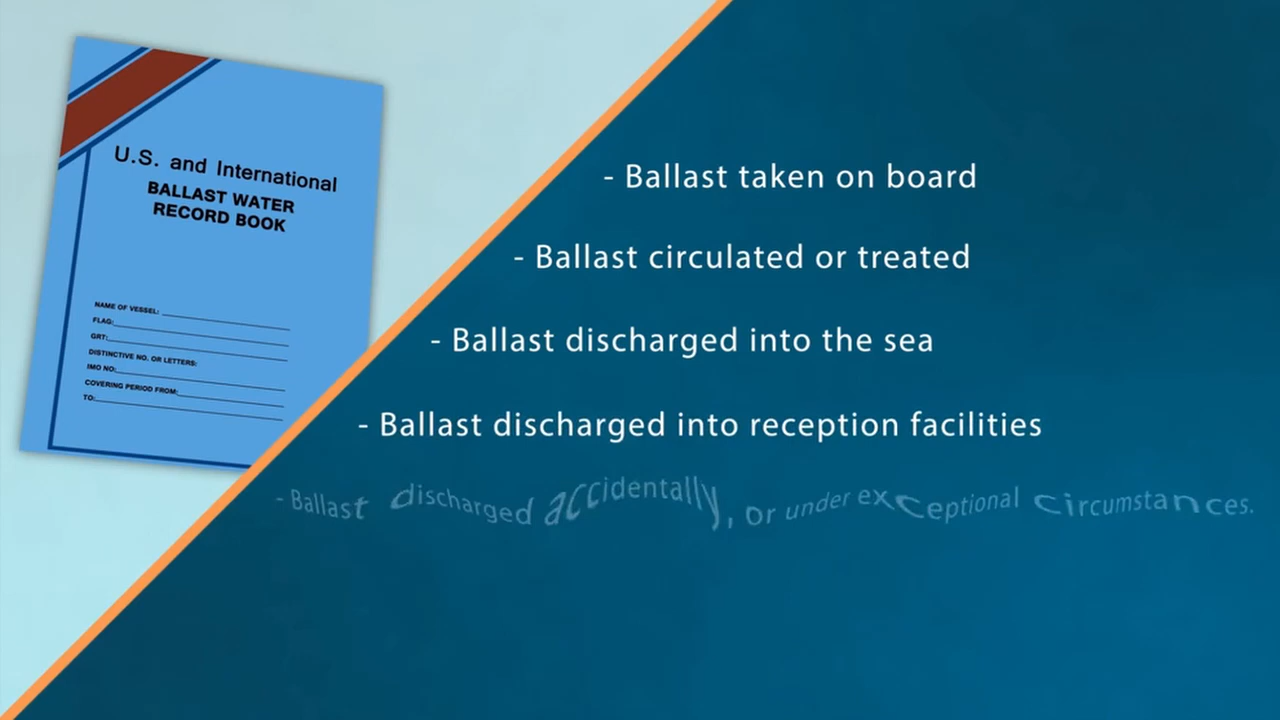 U.S. and International
BALLAST WATER
RECORD BOOK
NAME OF VESSEL:
FLAG:
GRT:
DISTINCTIVE NO. OR LETTERS:
IMO NO:
COVERING PERIOD FROM:
TO:
- Ballast taken on board
- Ballast circulated or treated
- Ballast discharged into the sea
- Ballast discharged into reception facilities
- Ballast discharged accidentally, or under exceptional circumstances.